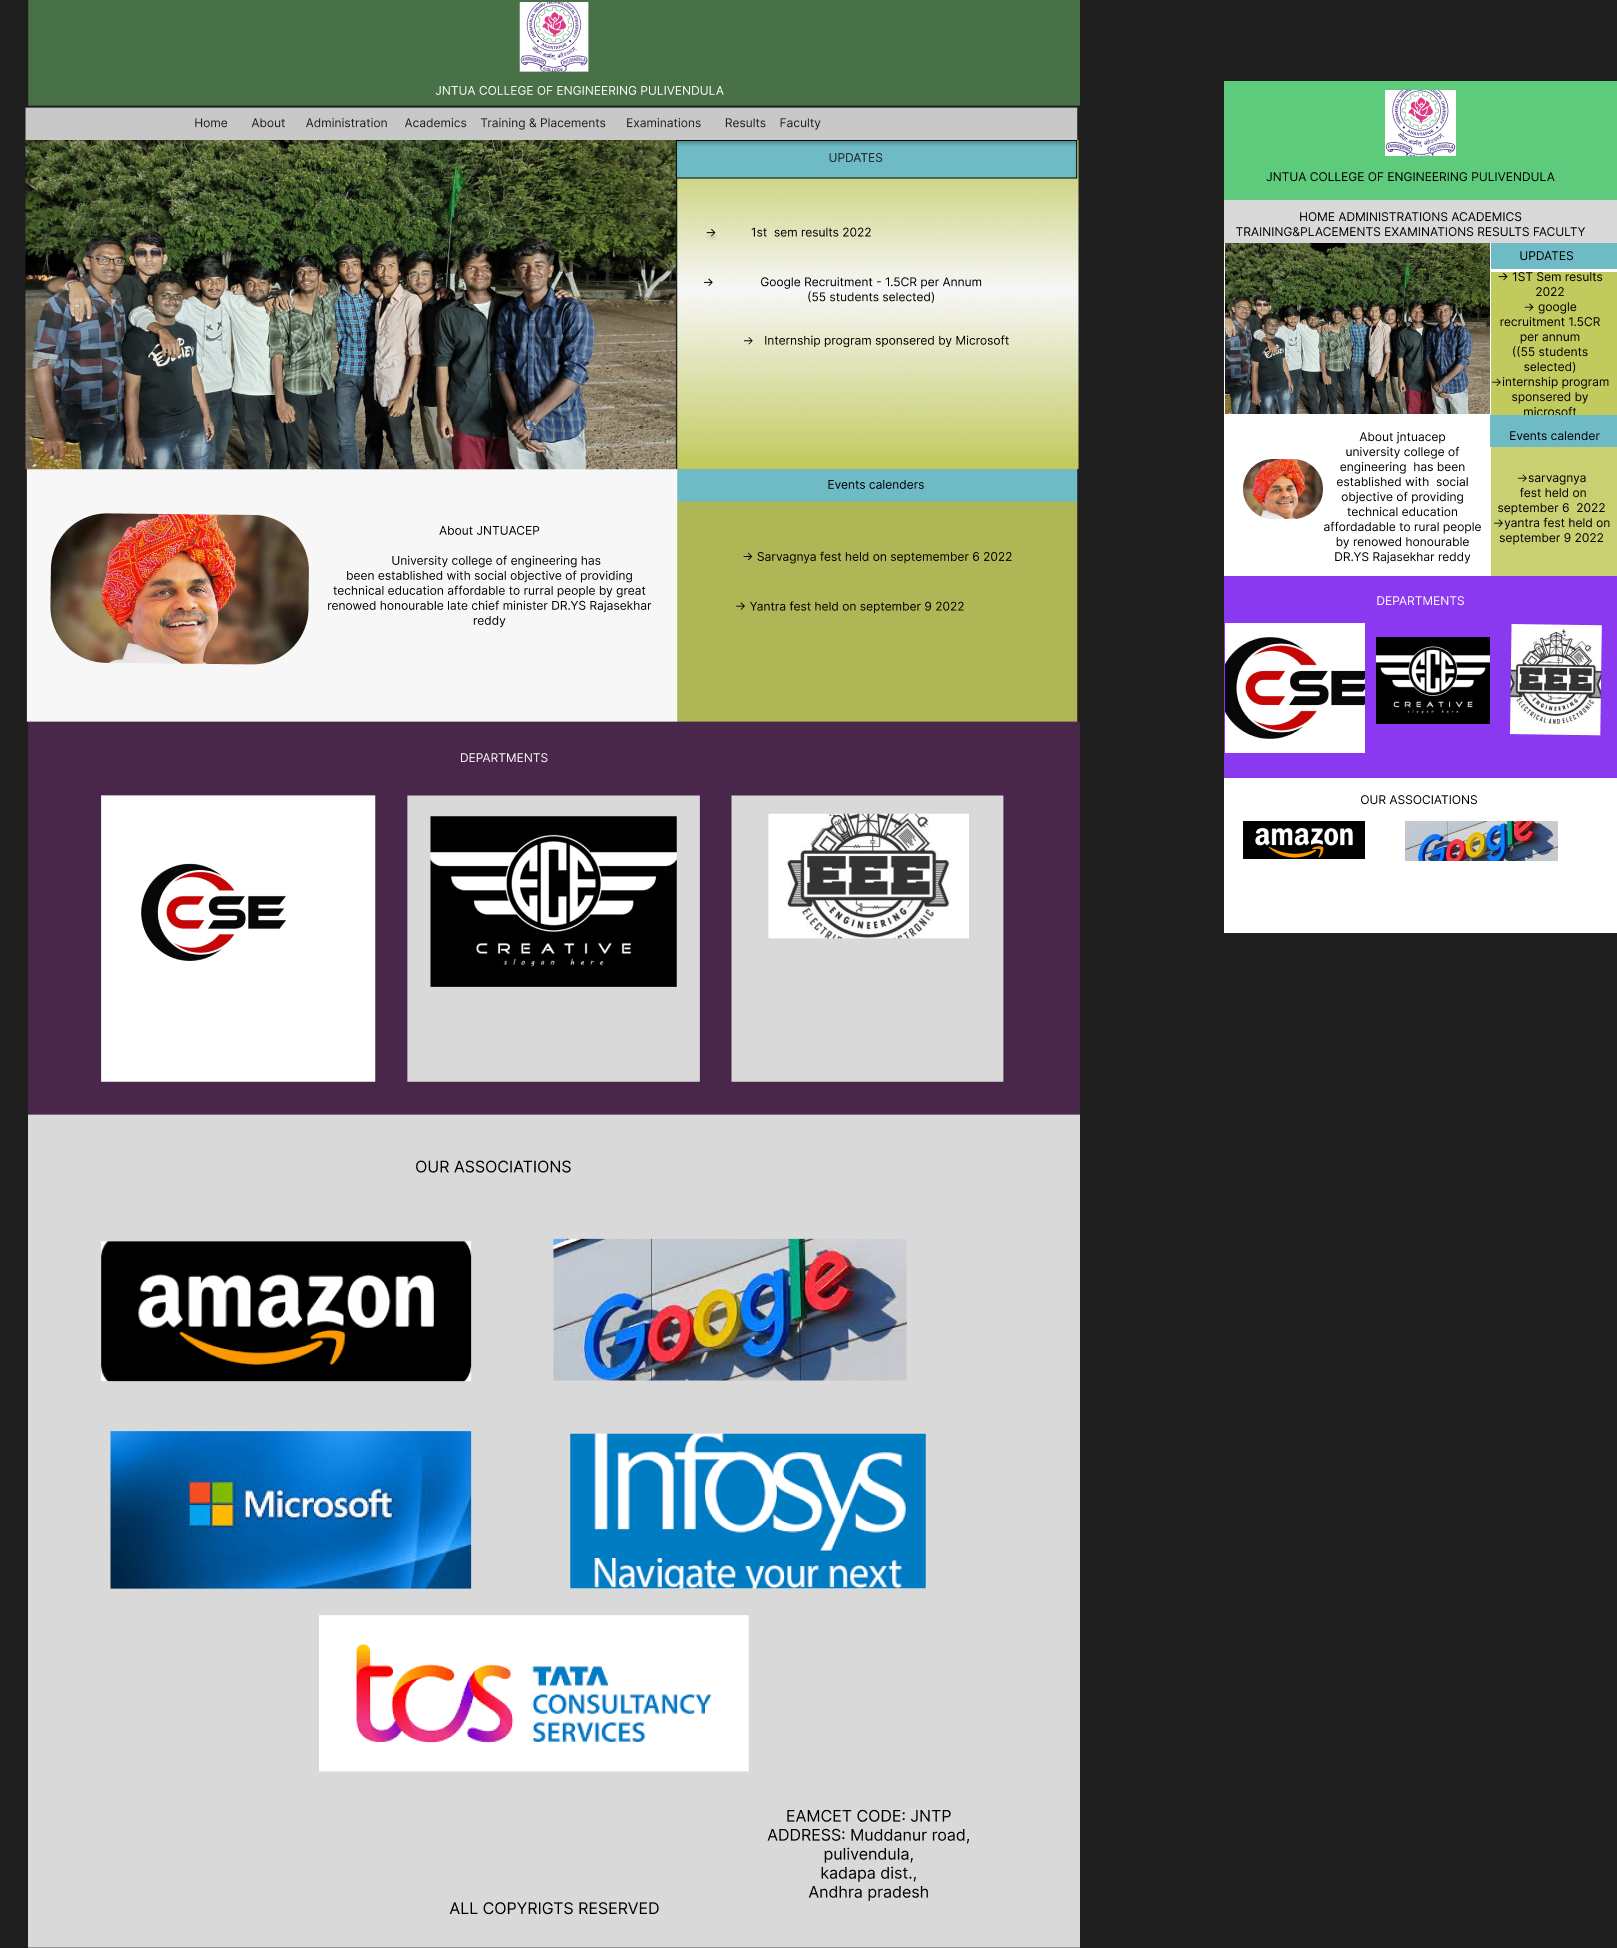 JNTUA COLLEGE OF ENGINEERING PULIVENDULA
Home About Administration Academics Training & Placements Examinations Results Faculty
UPDATES
→ 1st sem results 2022
→ Google Recruitment - 1.5CR per Annum
(55 students selected)
→ Internship program sponsered by Microsoft
Events calenders
→ Sarvagnya fest held on septemember 6 2022
→ Yantra fest held on september 9 2022
About JNTUACEP
University college of engineering has
been established with social objective of providing
technical education affordable to rurral people by great
renowed honourable late chief minister DR.YS Rajasekhar
reddy
DEPARTMENTS
CSE
ECE
CREATIVE
slogan here
EEE
ENGINEERING
OUR ASSOCIATIONS
amazon
Google
Microsoft
Infosys
Navigate your next
tcs TATA
CONSULTANCY
SERVICES
EAMCET CODE: JNTP
ADDRESS: Muddanur road,
pulivendula,
kadapa dist.,
Andhra pradesh
ALL COPYRIGTS RESERVED
JNTUA COLLEGE OF ENGINEERING PULIVENDULA
HOME ADMINISTRATIONS ACADEMICS
TRAINING&PLACEMENTS EXAMINATIONS RESULTS FACULTY
UPDATES
→ 1ST Sem results
2022
→ google
recruitment 1.5CR
per annum
((55 students
selected)
→internship program
sponsered by
microsoft
Events calender
→sarvagnya
fest held on
september 6 2022
→yantra fest held on
september 9 2022
About jntuacep
university college of
engineering has been
established with social
objective of providing
technical education
affordadable to rural people
by renowed honourable
DR.YS Rajasekhar reddy
DEPARTMENTS
CSE
ECE
CREATIVE
slogan here
EEE
ENGINEERING
ELECTRICAL AND ELECTRONIC
OUR ASSOCIATIONS
amazon
Google